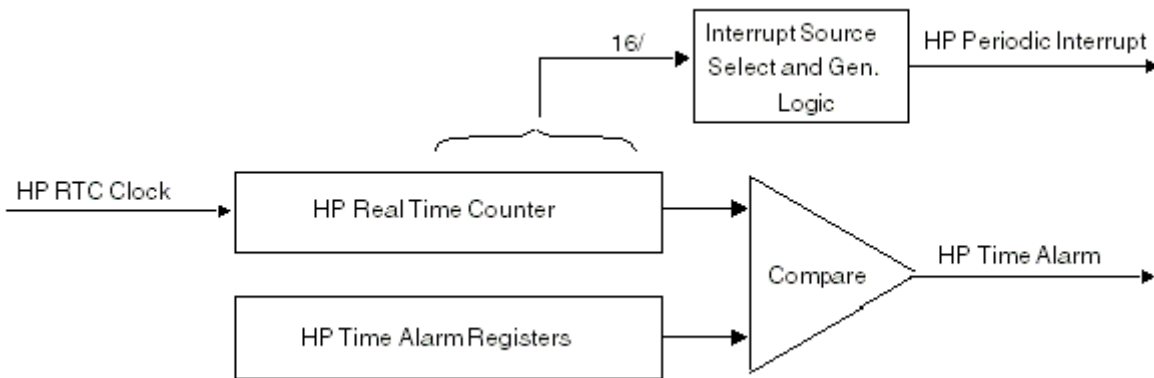 16/
Interrupt Source
Select and Gen.
Logic
HP Periodic Interrupt
HP RTC Clock
HP Real Time Counter
Compare
HP Time Alarm
HP Time Alarm Registers